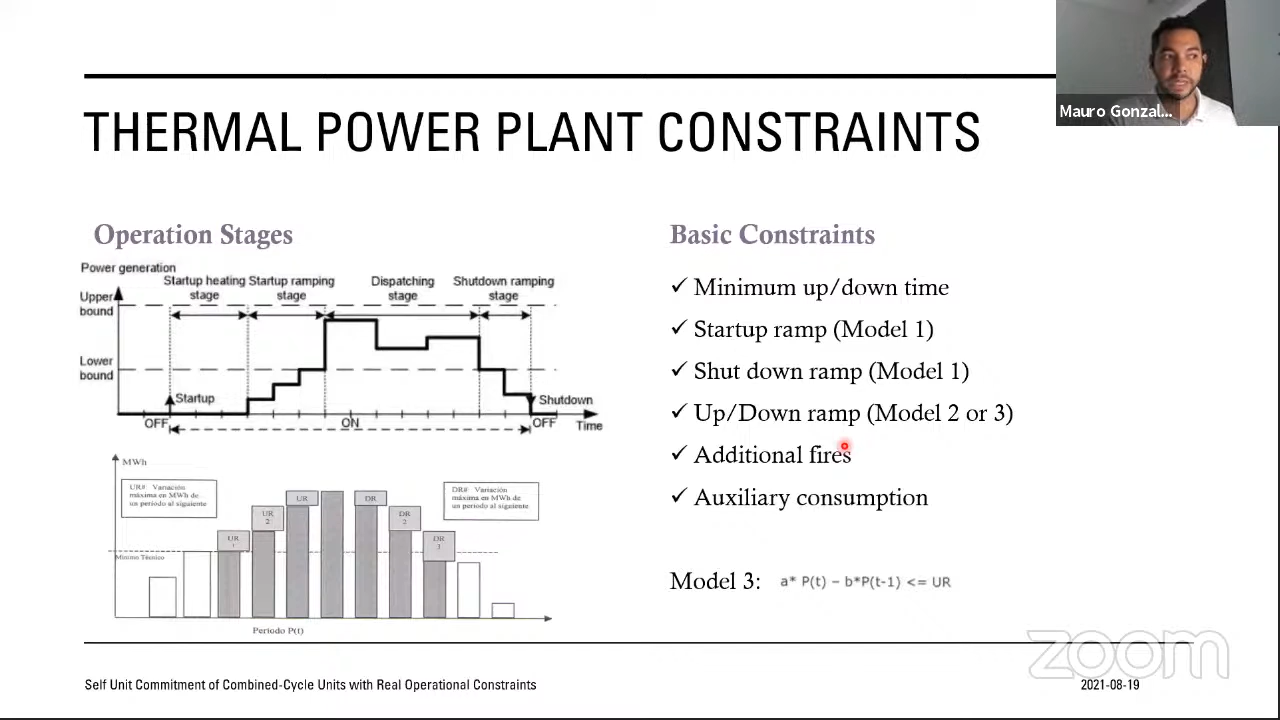 Mauro Gonzal...
THERMAL POWER PLANT CONSTRAINTS
Operation Stages
Power generation
Startup heating stage
Startup ramping stage
Dispatching stage
Shutdown ramping stage
Upper bound
Lower bound
Startup
Shutdown
OFF
ON
OFF
Time
MWh
UR#: Variación
máxima en MWh de
un periodo al siguiente
DR#: Variación
máxima en MWh de
un periodo al siguiente
UR
DR
UR
2
DR
2
UR
1
DR
3
Mínimo Técnico
Periodo P(t)
Basic Constraints
✓ Minimum up/down time
✓ Startup ramp (Model 1)
✓ Shut down ramp (Model 1)
✓ Up/Down ramp (Model 2 or 3)
✓ Additional fires
✓ Auxiliary consumption
Model 3: a* P(t) – b*P(t-1) <= UR
zoom
Self Unit Commitment of Combined-Cycle Units with Real Operational Constraints
2021-08-19